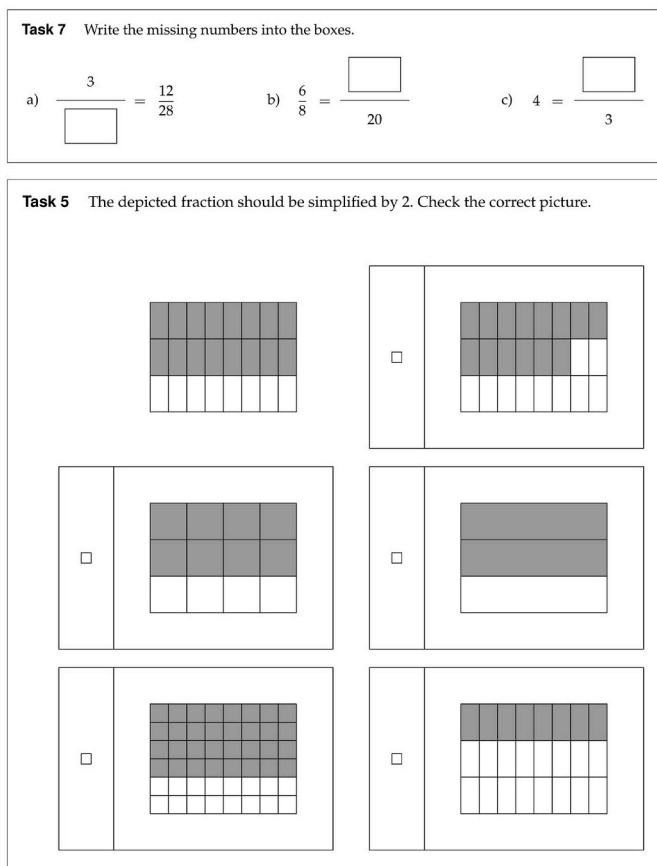 Task 7 Write the missing numbers into the boxes.
a) 3 = 12/28 b) 6/8 = 20 c) 4 = 3
Task 5 The depicted fraction should be simplified by 2. Check the correct picture.